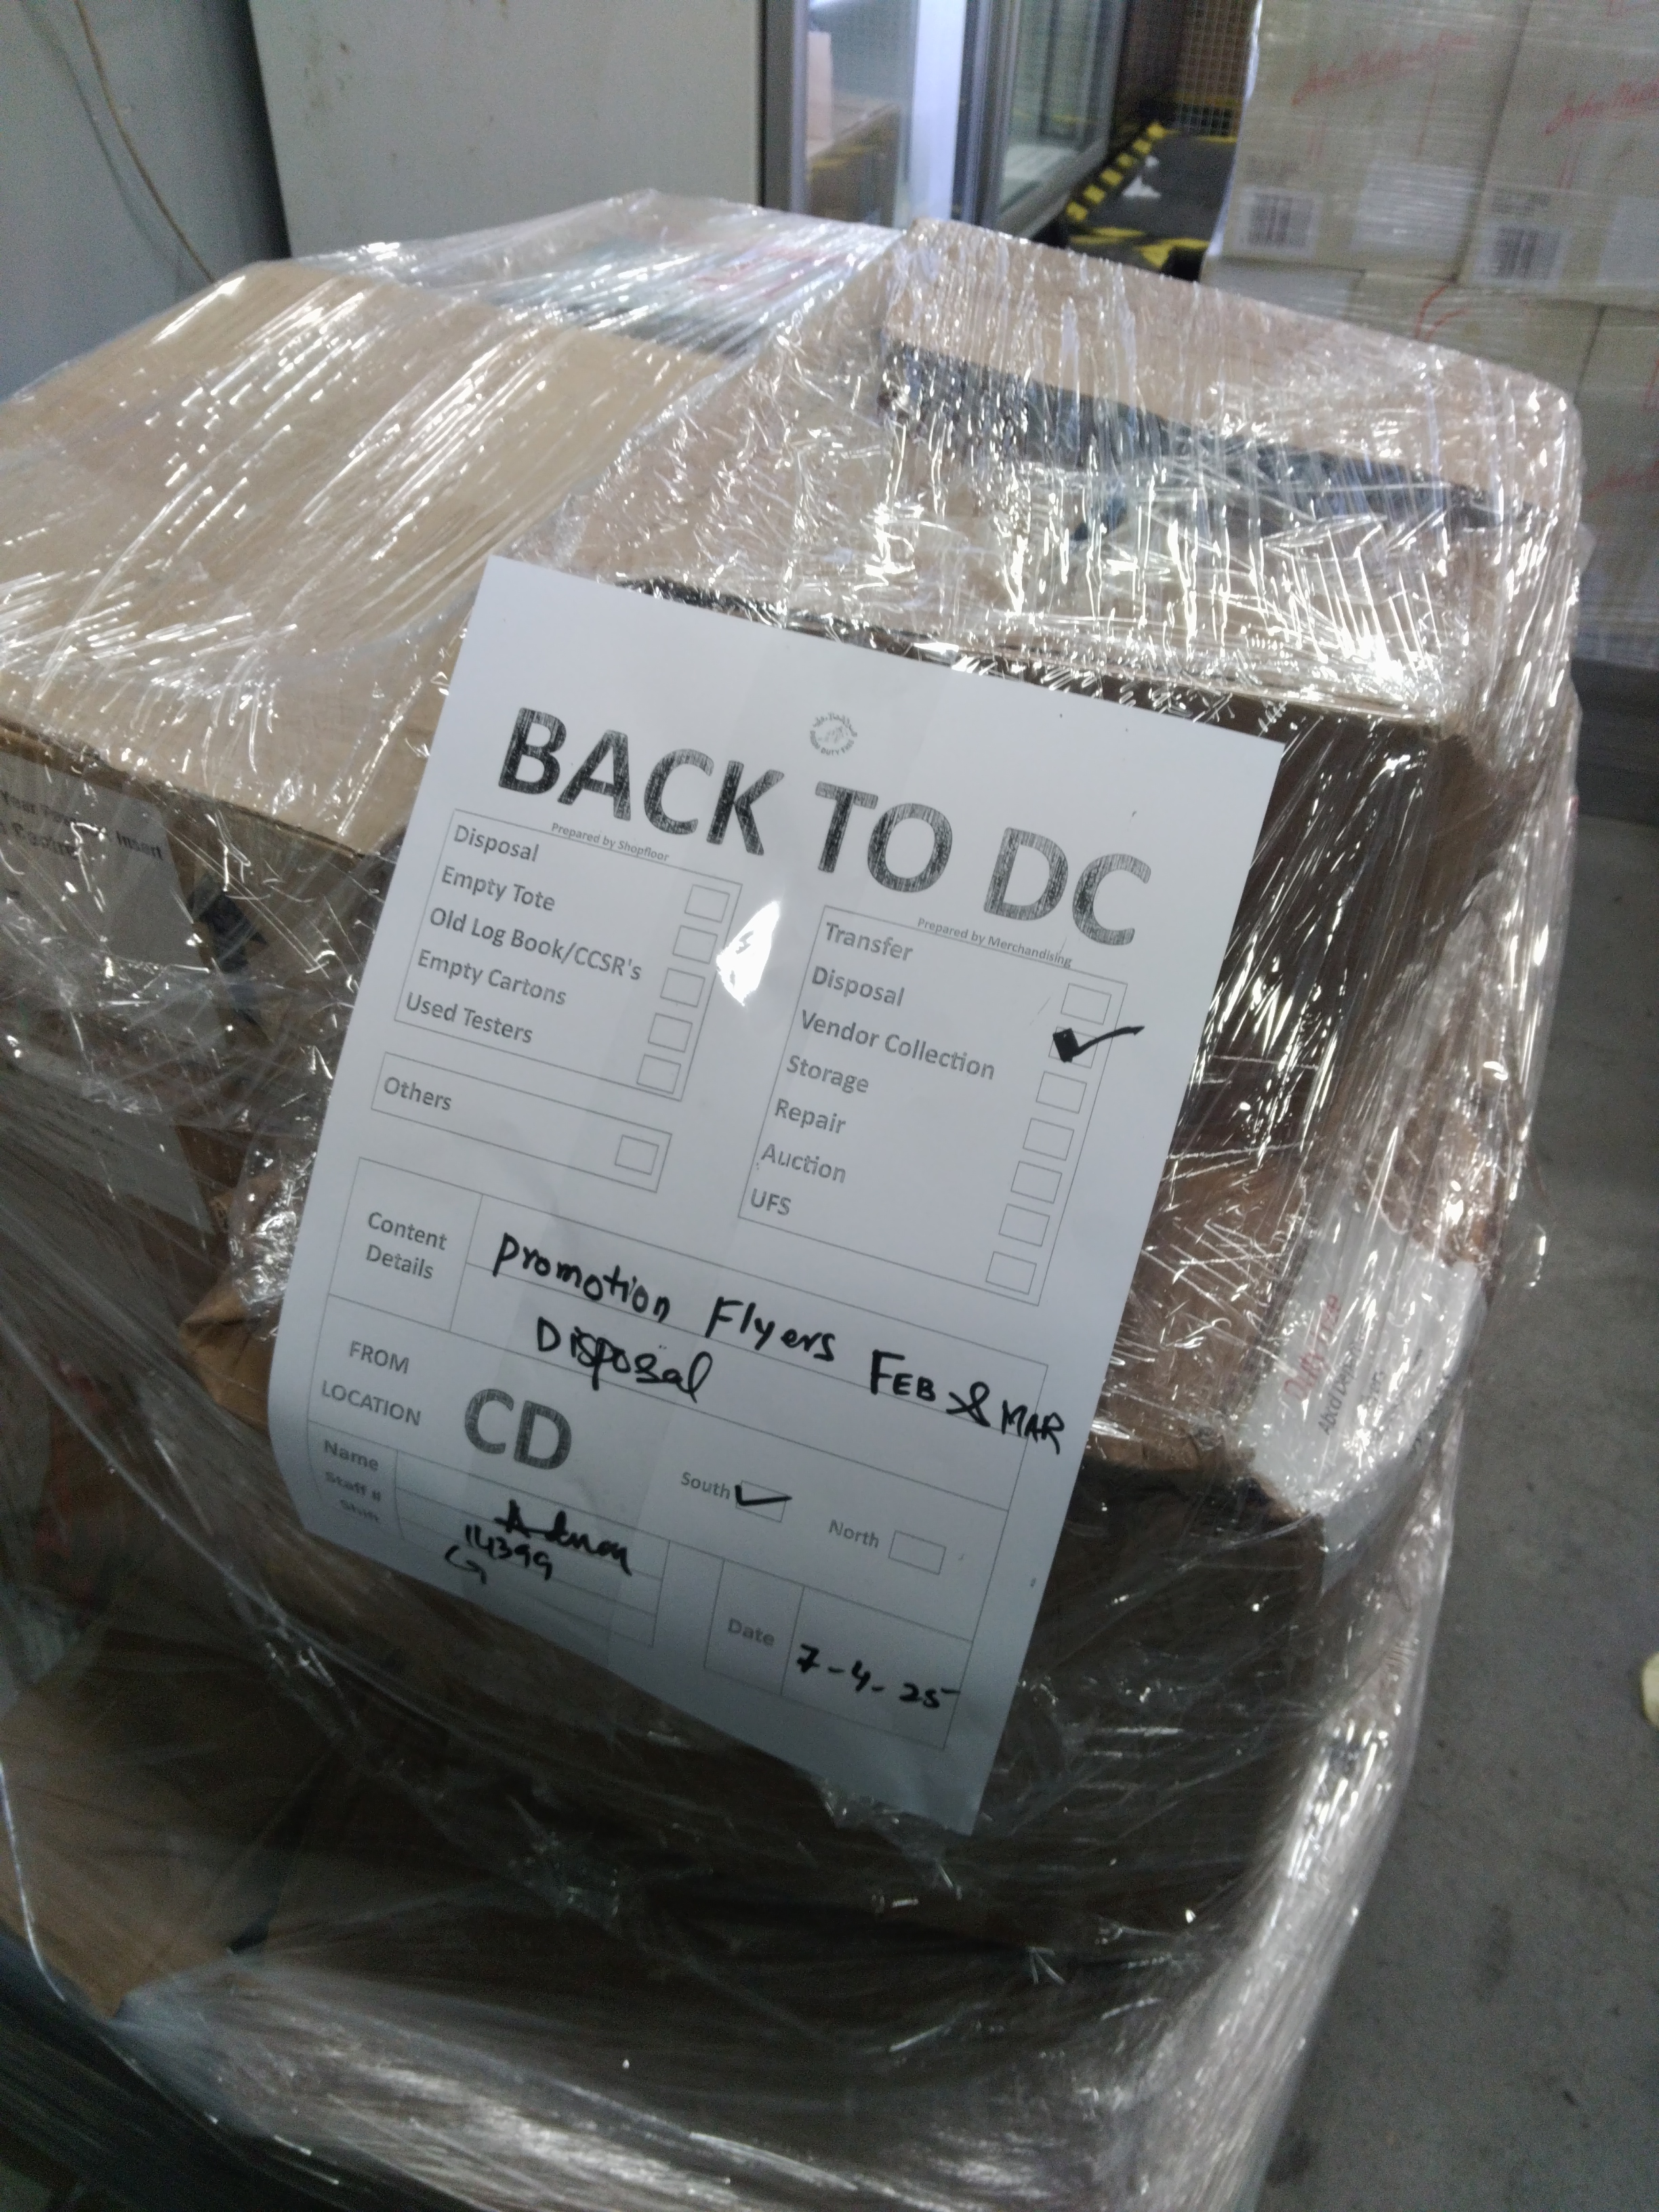 BACK TO DC
Prepared by Shopfloor
Disposal
Empty Tote
Old Log Book/CCSR's
Empty Cartons
Used Testers
Others
Prepared by Merchandising
Transfer
Disposal
Vendor Collection
Storage
Repair
Auction
UFS
Content Details
Promotion Flyers FEB & MAR
Disposal
FROM
LOCATION
CD
South
North
Name
Staff #
14399
Date
7-4-25